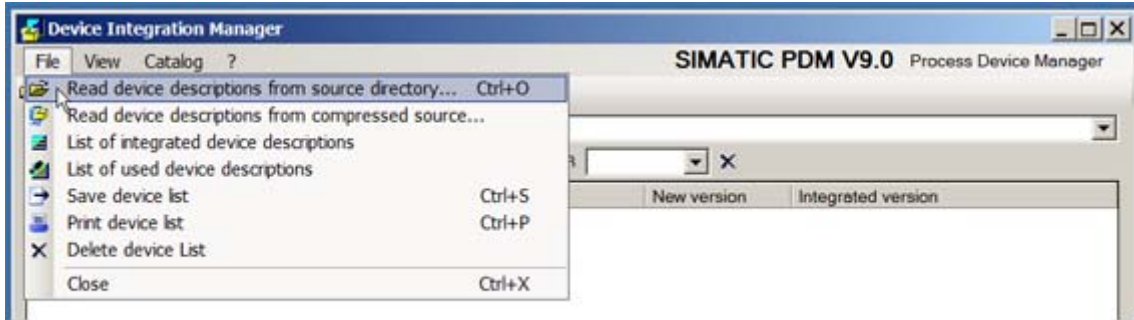 Device Integration Manager
File View Catalog ?
SIMATIC PDM V9.0 Process Device Manager
Read device descriptions from source directory... Ctrl+O
Read device descriptions from compressed source...
List of integrated device descriptions
List of used device descriptions
Save device list Ctrl+S
New version Integrated version
Print device list Ctrl+P
Delete device List
Close Ctrl+X